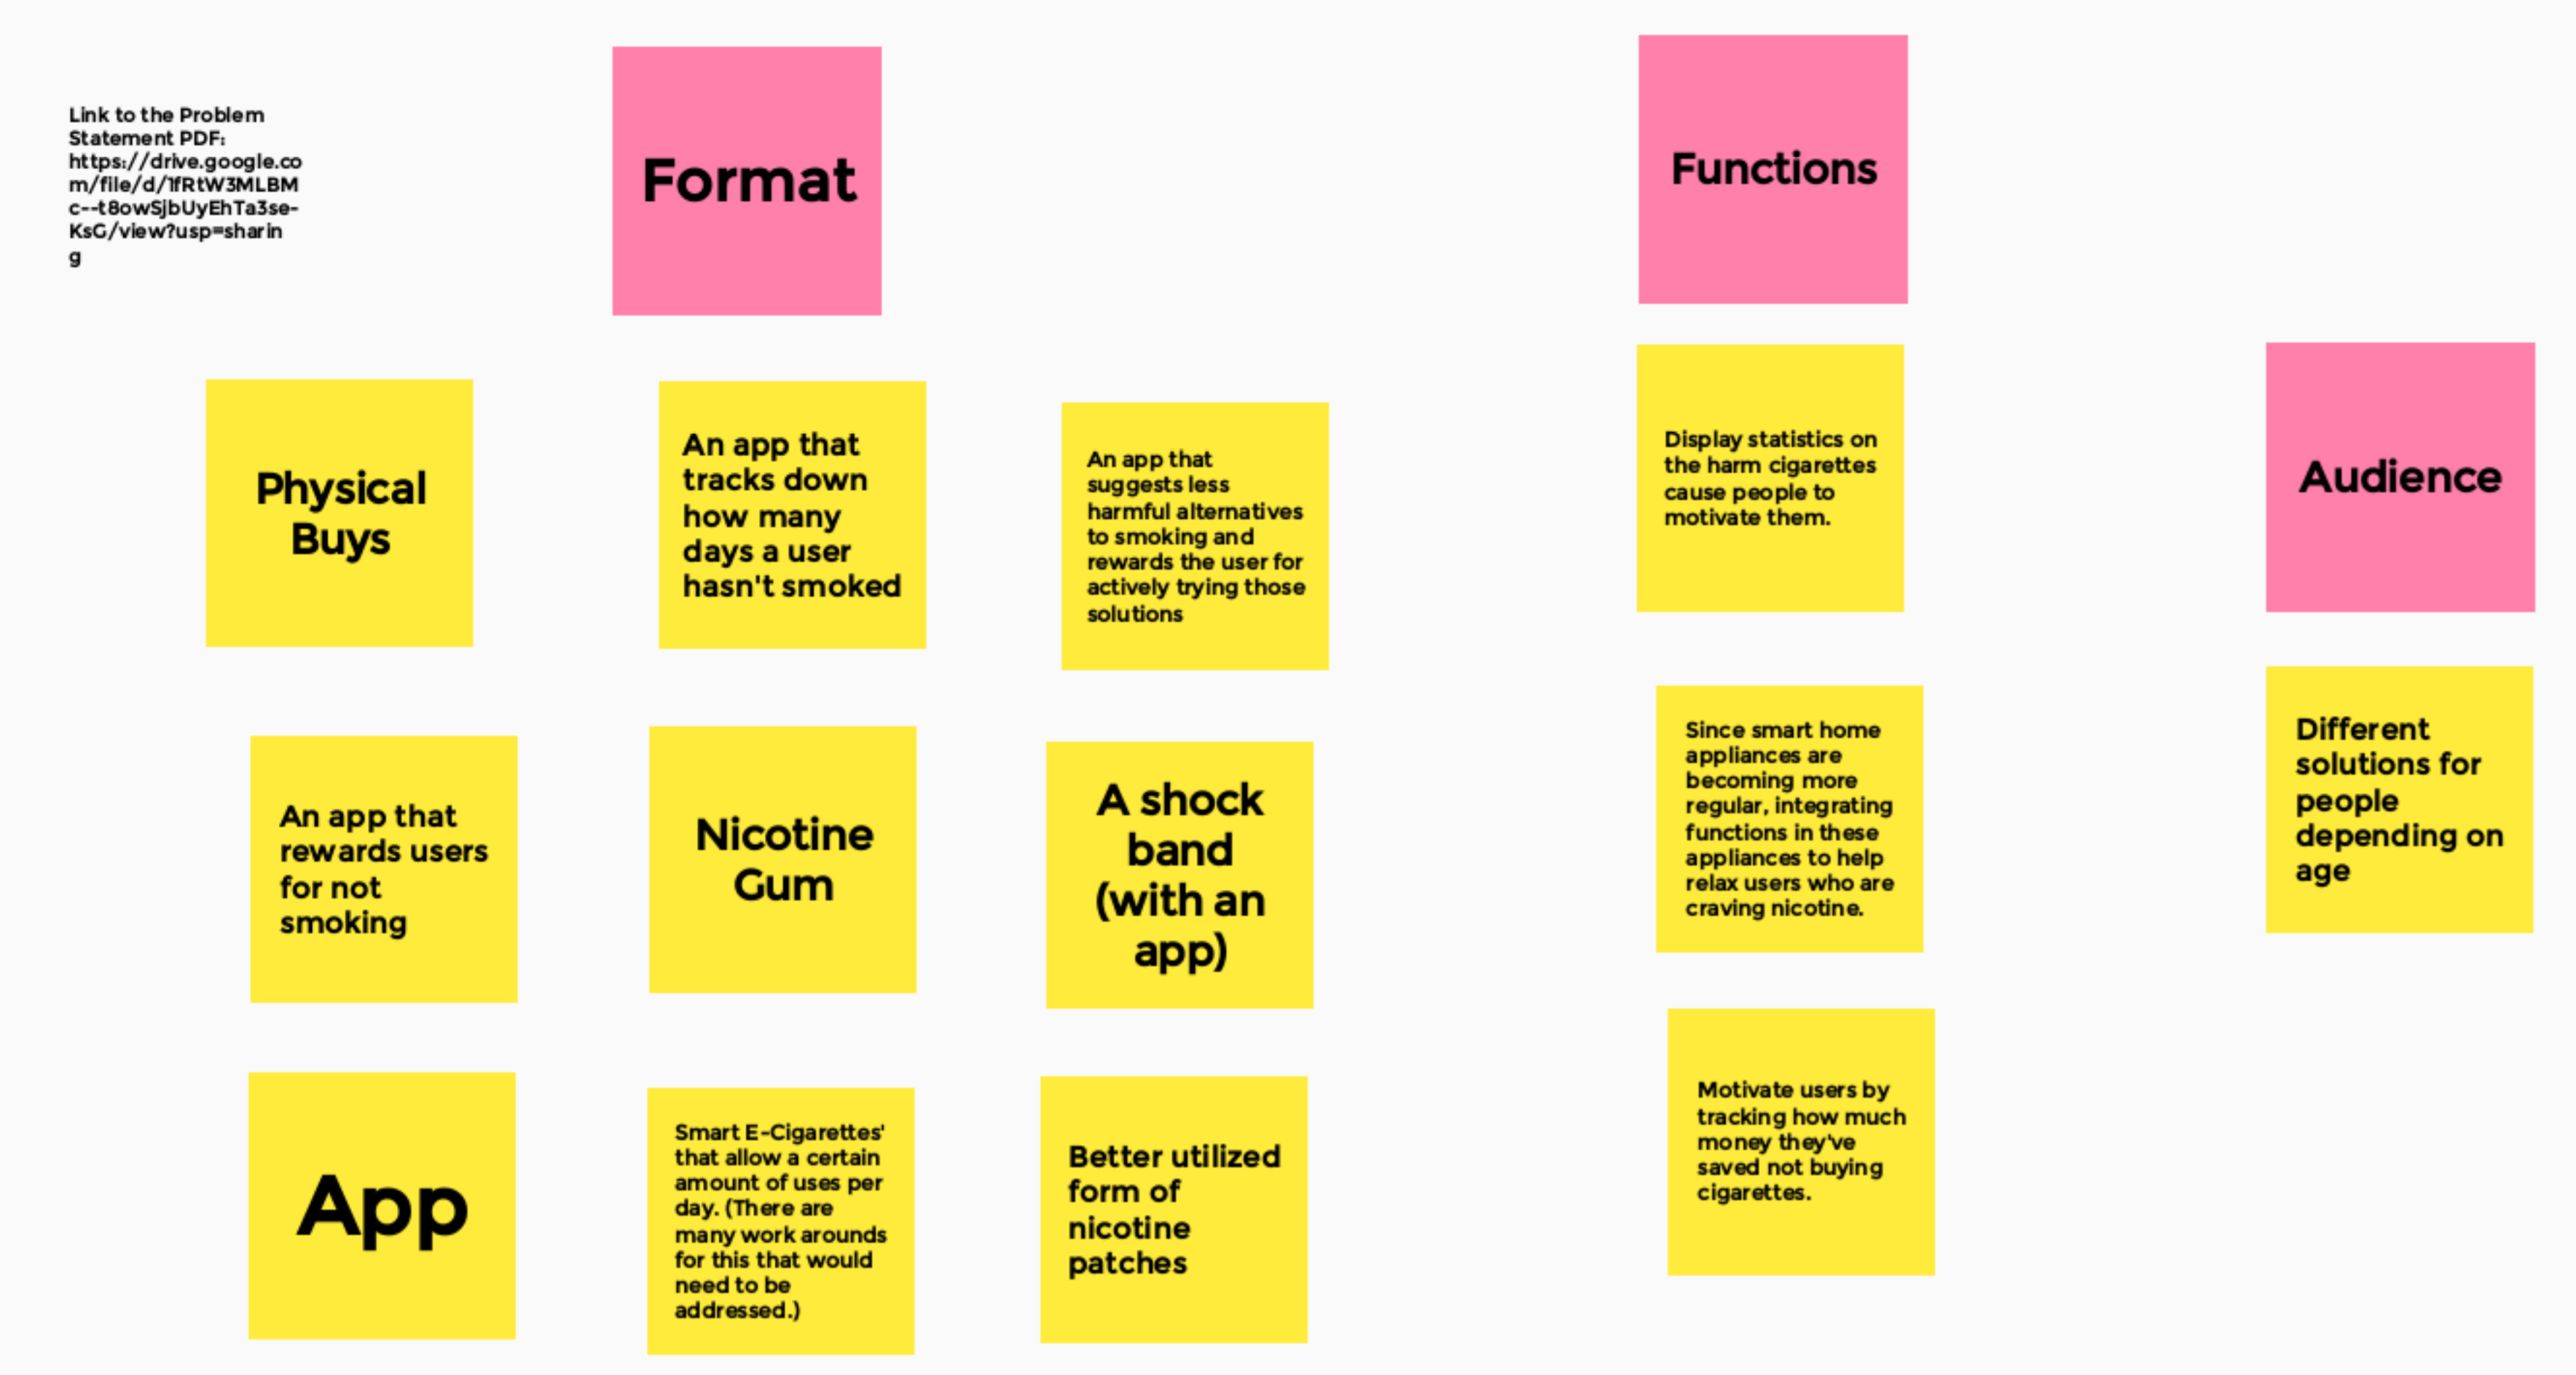 Link to the Problem
Statement PDF:
https://drive.google.co
m/file/d/1fRtW3MLBM
c--t8owSjbUyEhTa3se-
KsG/view?usp=sharin
g
Format
Physical
Buys
An app that
tracks down
how many
days a user
hasn't smoked
An app that
suggests less
harmful alternatives
to smoking and
rewards the user for
actively trying those
solutions
An app that
rewards users
for not
smoking
Nicotine
Gum
A shock
band
(with an
app)
App
Smart E-Cigarettes'
that allow a certain
amount of uses per
day. (There are
many work arounds
for this that would
need to be
addressed.)
Better utilized
form of
nicotine
patches
Functions
Display statistics on
the harm cigarettes
cause people to
motivate them.
Since smart home
appliances are
becoming more
regular, integrating
functions in these
appliances to help
relax users who are
craving nicotine.
Motivate users by
tracking how much
money they've
saved not buying
cigarettes.
Audience
Different
solutions for
people
depending on
age